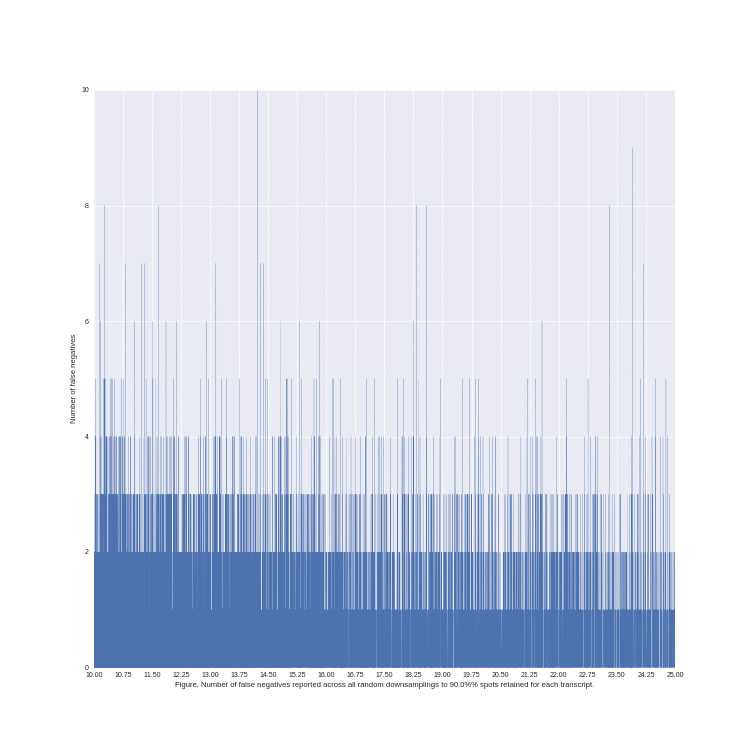 10
8
6
4
2
0
Number of false negatives
10.00 10.75 11.50 12.25 13.00 13.75 14.50 15.25 16.00 16.75 17.50 18.25 19.00 19.75 20.50 21.25 22.00 22.75 23.50 24.25 25.00
Figure. Number of false negatives reported across all random downsamplings to 90.0%% spots retained for each transcript.